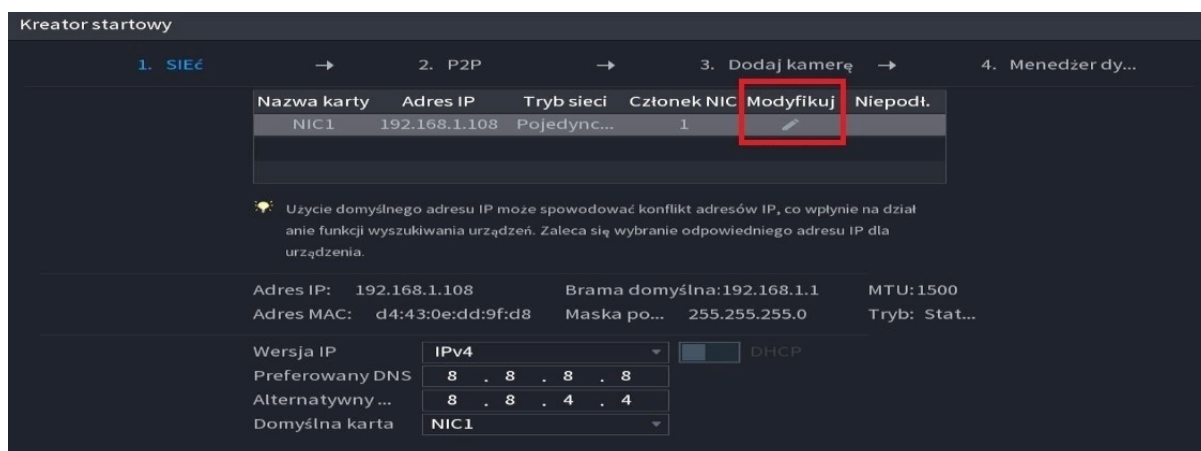 Kreator startowy
1. SIEć → 2. P2P → 3. Dodaj kamerę → 4. Menedżer dy...
Nazwa karty Adres IP Tryb sieci Członek NIC Modyfikuj Niepodł.
NIC1 192.168.1.108 Pojedync... 1
Użycie domyślnego adresu IP może spowodować konflikt adresów IP, co wpłynie na dział
anie funkcji wyszukiwania urządzeń. Zaleca się wybranie odpowiedniego adresu IP dla
urządzenia.
Adres IP: 192.168.1.108 Brama domyślna:192.168.1.1 MTU:1500
Adres MAC: d4:43:0e:dd:9f:d8 Maska po... 255.255.255.0 Tryb: Stat...
Wersja IP IPv4 DHCP
Preferowany DNS 8 . 8 . 8 . 8
Alternatywny ... 8 . 8 . 4 . 4
Domyślna karta NIC1